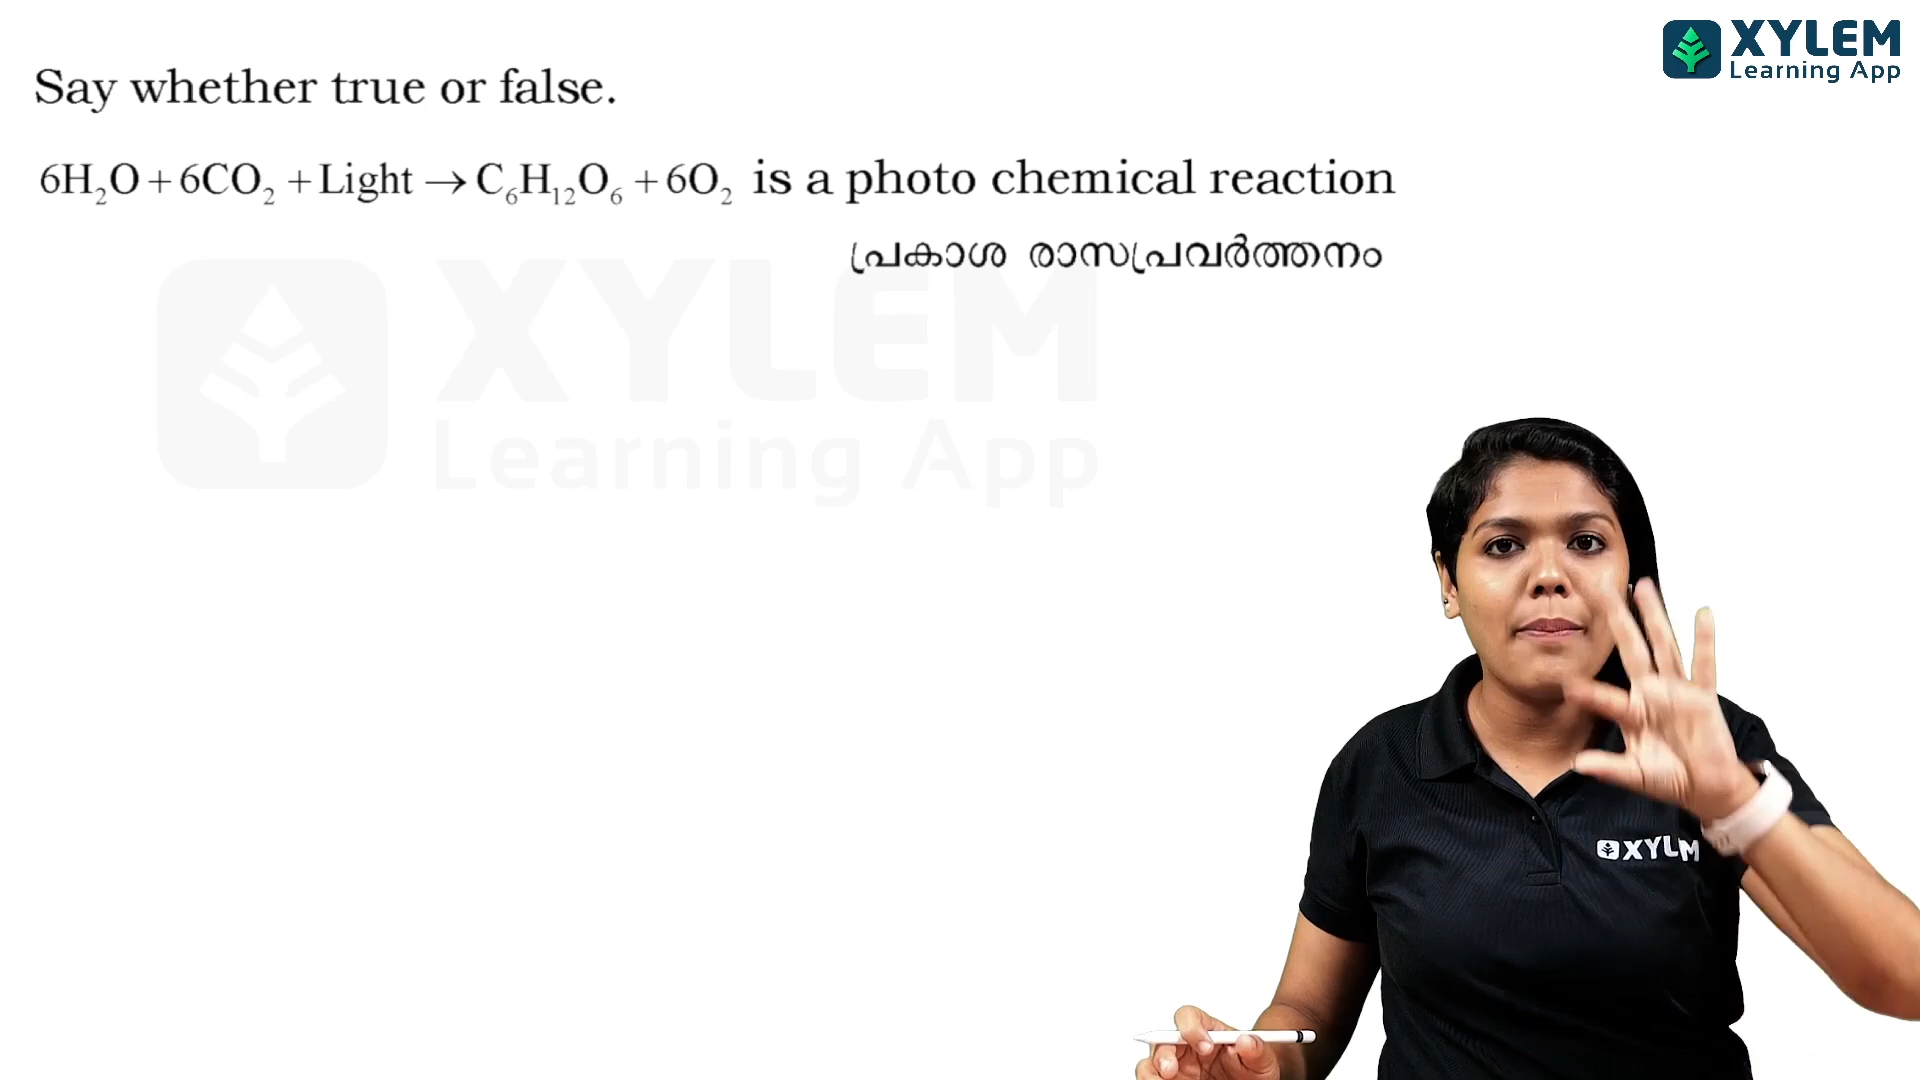 XYLEM
Learning App
Say whether true or false.
6H₂O + 6CO₂ + Light → C₆H₁₂O₆ + 6O₂ is a photo chemical reaction
പ്രകാശ രാസപ്രവർത്തനം
XYLEM
Learning App
XYLEM